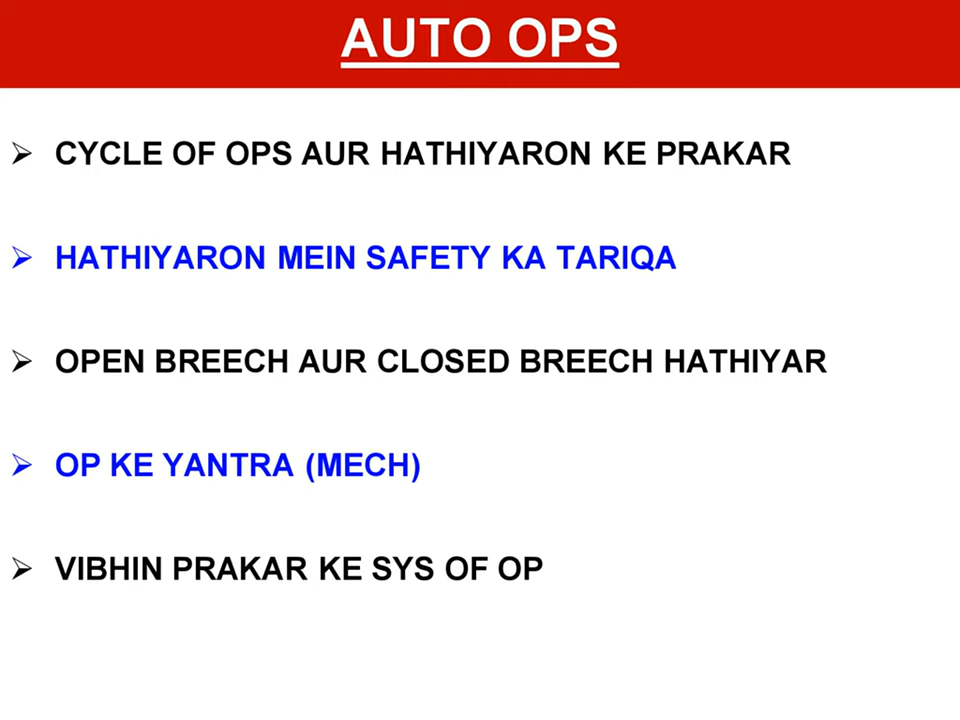 AUTO OPS
CYCLE OF OPS AUR HATHIYARON KE PRAKAR
HATHIYARON MEIN SAFETY KA TARIQA
OPEN BREECH AUR CLOSED BREECH HATHIYAR
OP KE YANTRA (MECH)
VIBHIN PRAKAR KE SYS OF OP